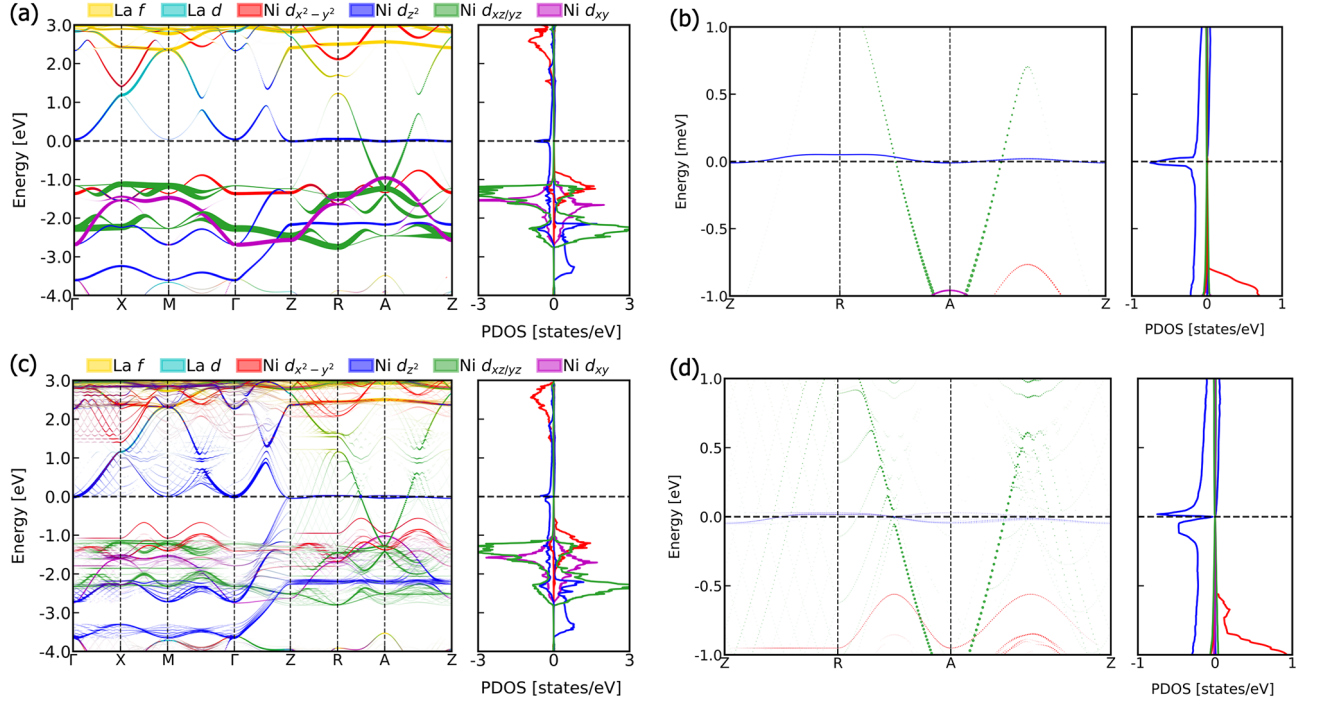 (a)
La f La d Ni dx²−y² Ni dz² Ni dxz/yz Ni dxy
Energy [eV]
3.0
2.0
1.0
0.0
-1.0
-2.0
-3.0
-4.0
Γ X M Γ Z R A Z
-3 0 3
PDOS [states/eV]
(b)
Energy [meV]
1.0
0.5
0.0
-0.5
-1.0
Z R A Z
-1 0 1
PDOS [states/eV]
(c)
La f La d Ni dx²−y² Ni dz² Ni dxz/yz Ni dxy
Energy [eV]
3.0
2.0
1.0
0.0
-1.0
-2.0
-3.0
-4.0
Γ X M Γ Z R A Z
-3 0 3
PDOS [states/eV]
(d)
Energy [eV]
1.0
0.5
0.0
-0.5
-1.0
Z R A Z
-1 0 1
PDOS [states/eV]